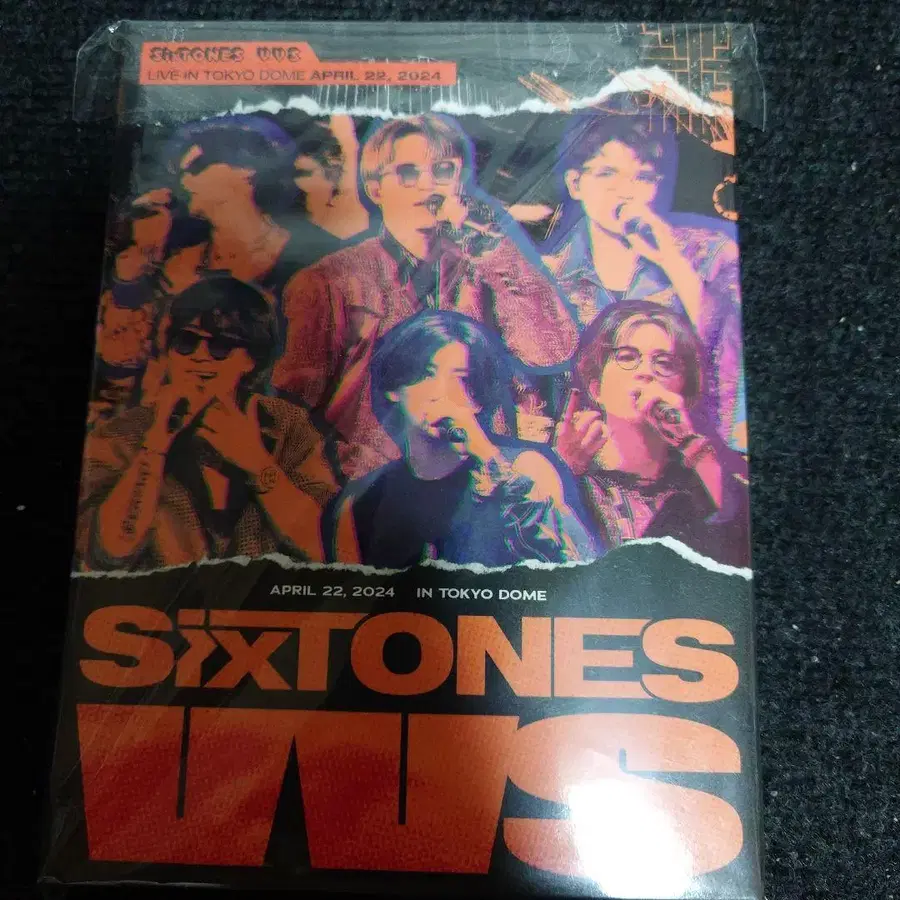 SixTONES VVS
LIVE IN TOKYO DOME APRIL 22, 2024
APRIL 22, 2024 IN TOKYO DOME
SixTONES
VVS